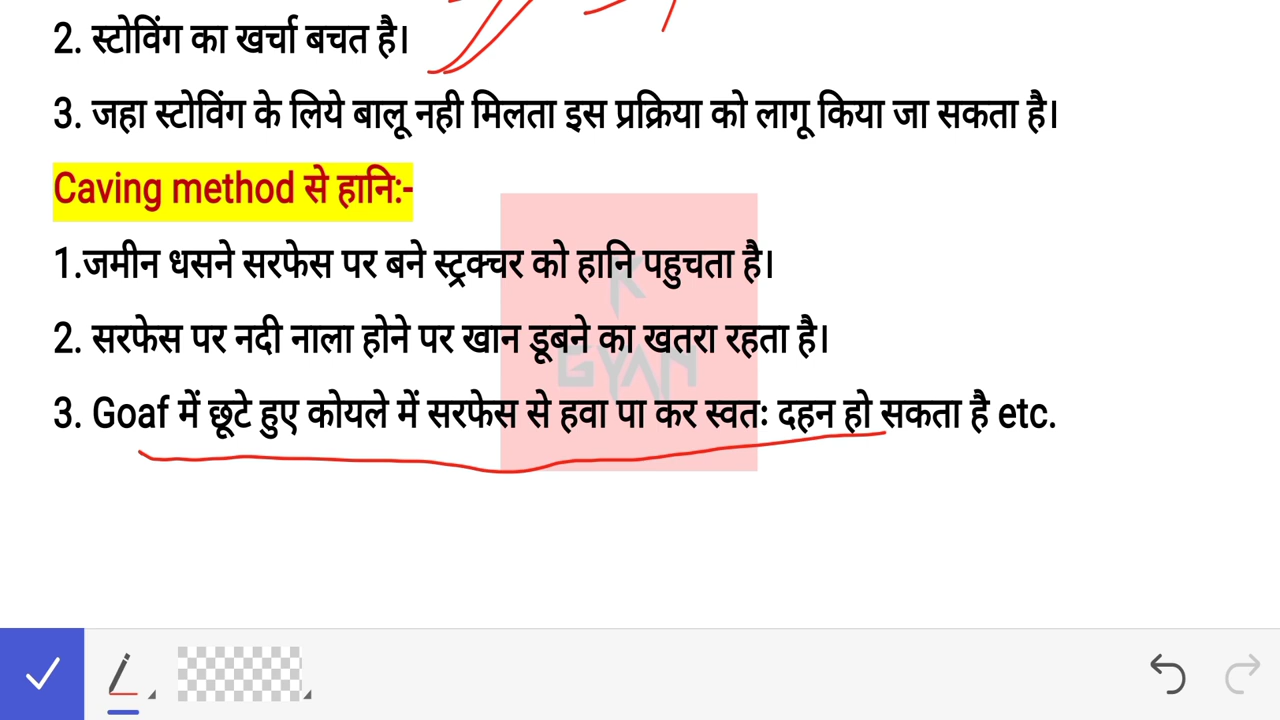 2. स्टोविंग का खर्चा बचत है।
3. जहा स्टोविंग के लिये बालू नही मिलता इस प्रक्रिया को लागू किया जा सकता है।
Caving method से हानि:-
1.जमीन धसने सरफेस पर बने स्ट्रक्चर को हानि पहुचता है।
2. सरफेस पर नदी नाला होने पर खान डूबने का खतरा रहता है।
3. Goaf में छूटे हुए कोयले में सरफेस से हवा पा कर स्वतः दहन हो सकता है etc.
K
GYAN